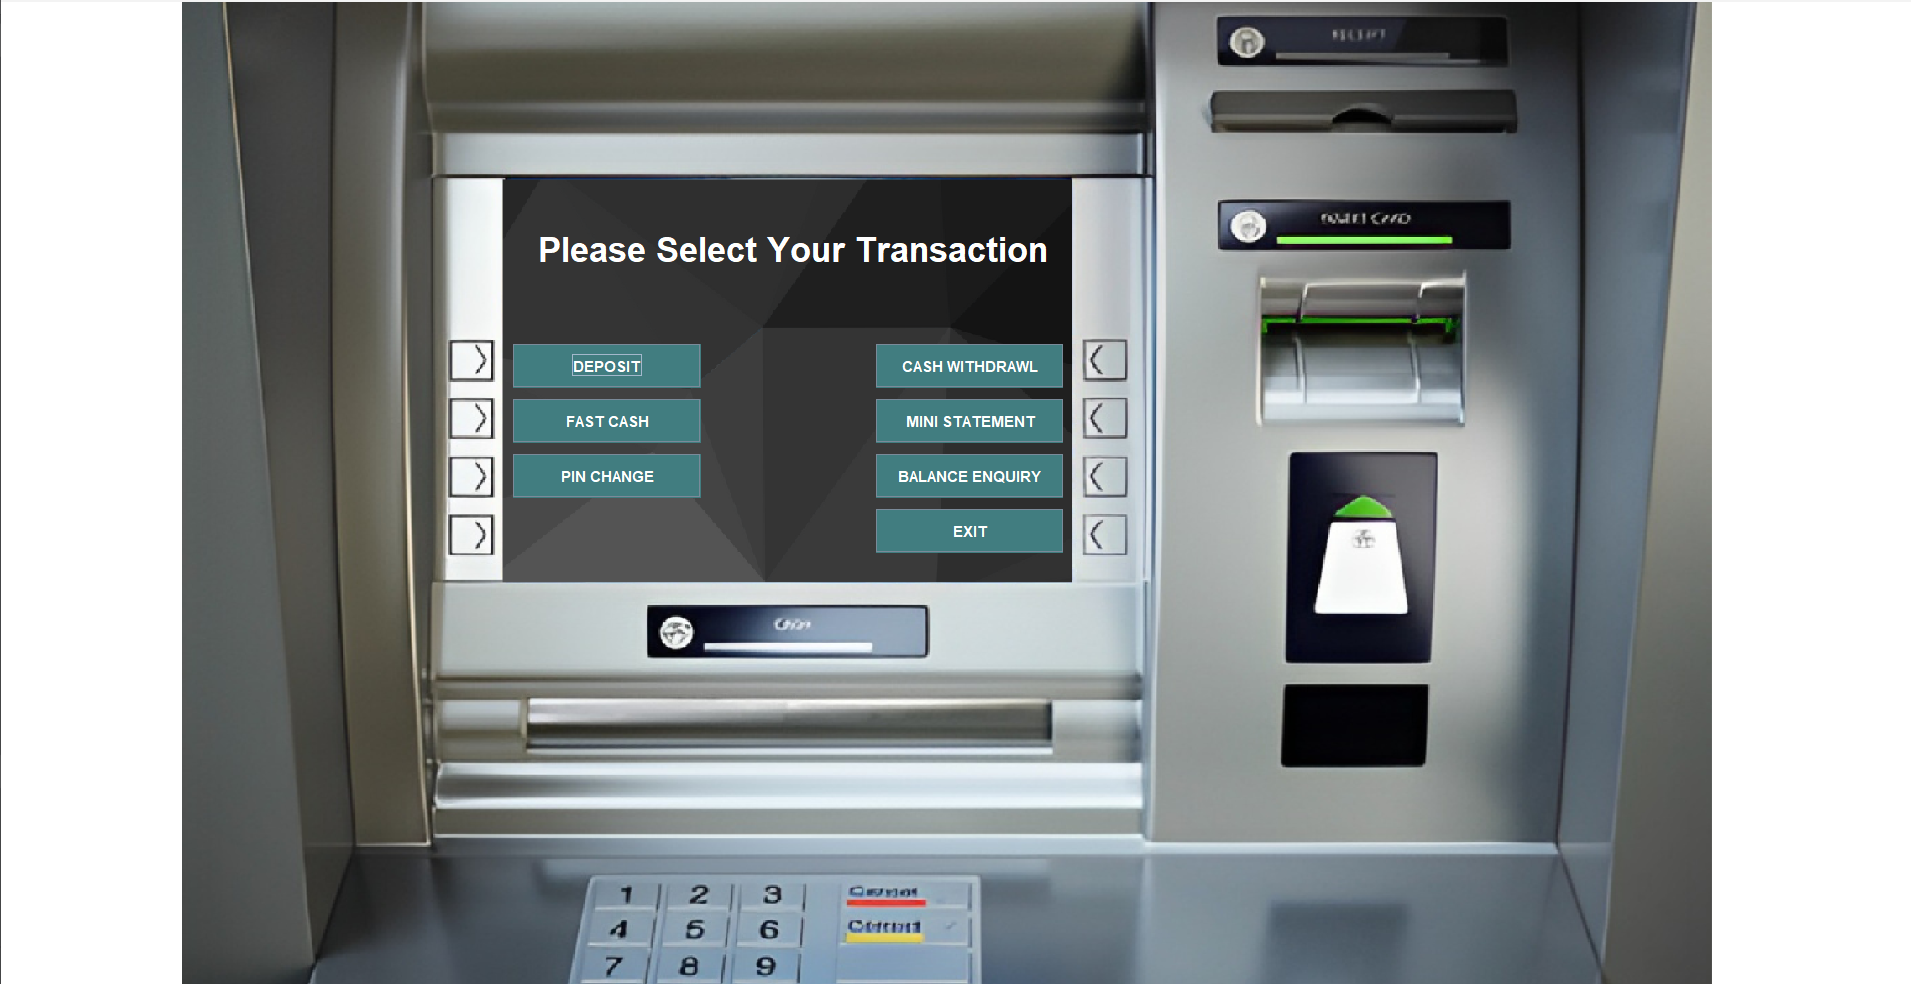 Please Select Your Transaction
DEPOSIT
CASH WITHDRAWL
FAST CASH
MINI STATEMENT
PIN CHANGE
BALANCE ENQUIRY
EXIT
1 2 3
4 5 6
7 8 9